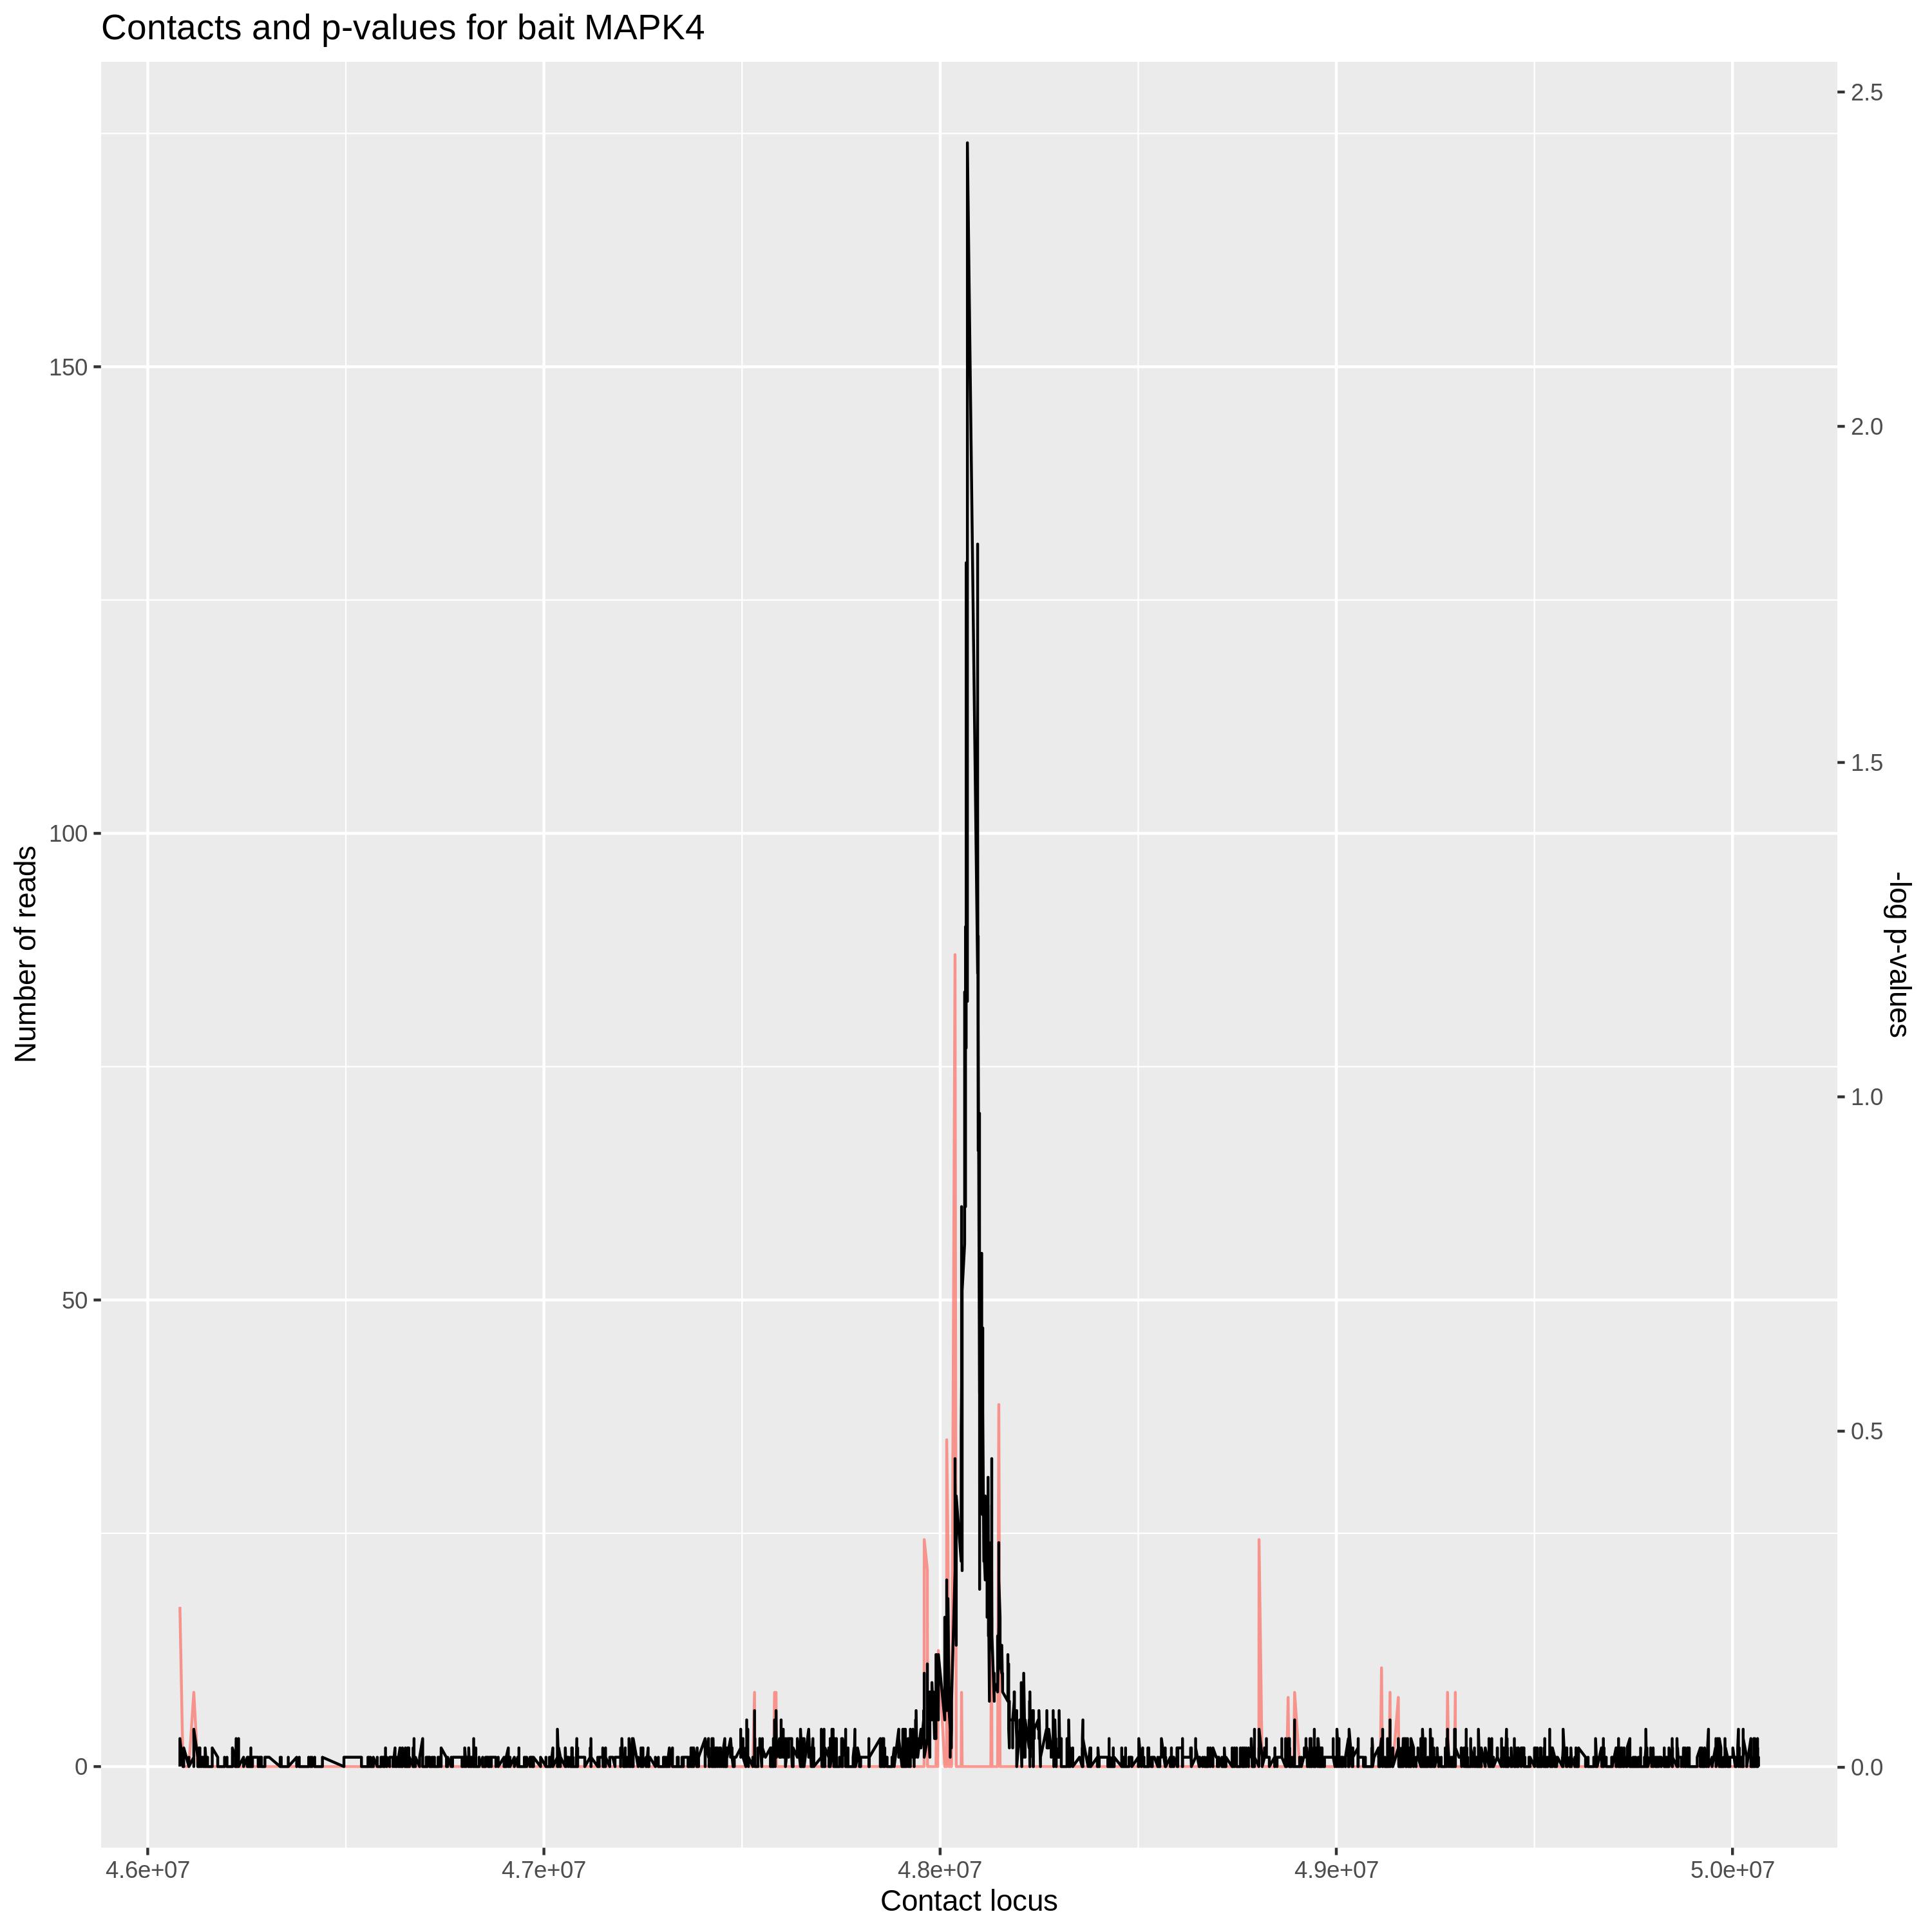 Contacts and p-values for bait MAPK4
2.5
2.0
150
1.5
100
Number of reads
-log p-values
1.0
50
0.5
0
0.0
4.6e+07 4.7e+07 4.8e+07 4.9e+07 5.0e+07
Contact locus